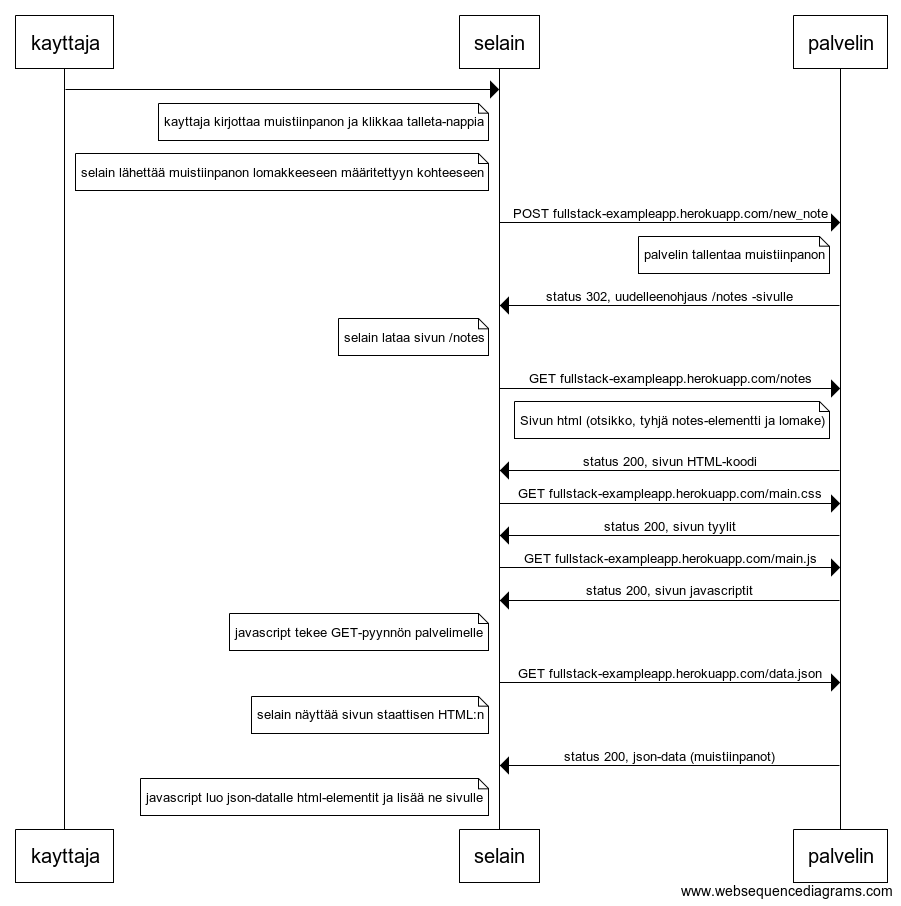 kayttaja selain palvelin
kayttaja kirjottaa muistiinpanon ja klikkaa talleta-nappia
selain lähettää muistiinpanon lomakkeeseen määritettyyn kohteeseen
POST fullstack-exampleapp.herokuapp.com/new_note
palvelin tallentaa muistiinpanon
status 302, uudelleenohjaus /notes -sivulle
selain lataa sivun /notes
GET fullstack-exampleapp.herokuapp.com/notes
Sivun html (otsikko, tyhjä notes-elementti ja lomake)
status 200, sivun HTML-koodi
GET fullstack-exampleapp.herokuapp.com/main.css
status 200, sivun tyylit
GET fullstack-exampleapp.herokuapp.com/main.js
status 200, sivun javascriptit
javascript tekee GET-pyynnön palvelimelle
GET fullstack-exampleapp.herokuapp.com/data.json
selain näyttää sivun staattisen HTML:n
status 200, json-data (muistiinpanot)
javascript luo json-datalle html-elementit ja lisää ne sivulle
kayttaja selain palvelin
www.websequencediagrams.com